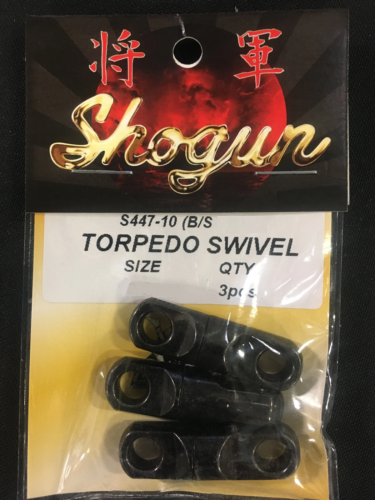 将 軍
Shogun
S447-10 (B/S
TORPEDO SWIVEL
SIZE QTY
3pcs